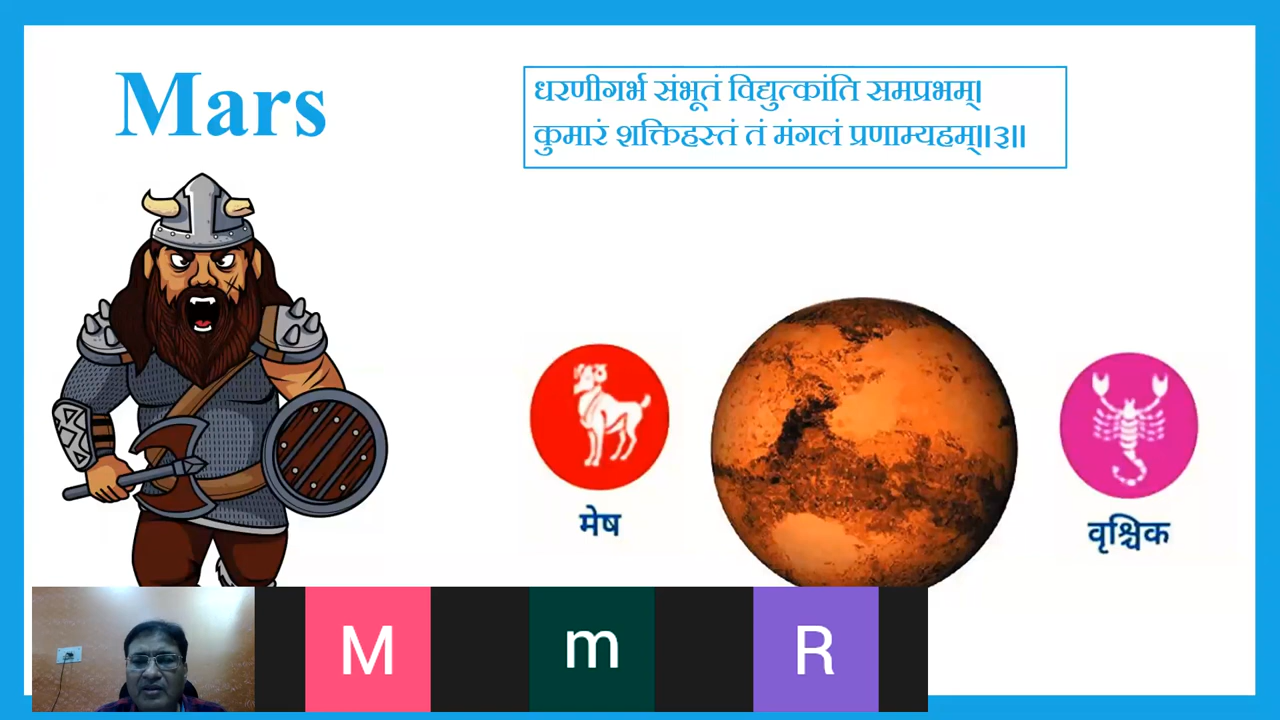 Mars
धरणीगर्भ संभूतं विद्युत्कांति समप्रभम्।
कुमारं शक्तिहस्तं तं मंगलं प्रणाम्यहम्॥३॥
मेष
वृश्चिक
M
m
R